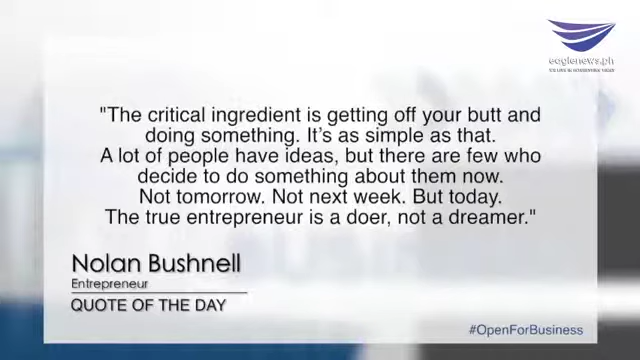 eaglenews.ph
"The critical ingredient is getting off your butt and
doing something. It's as simple as that.
A lot of people have ideas, but there are few who
decide to do something about them now.
Not tomorrow. Not next week. But today.
The true entrepreneur is a doer, not a dreamer."
Nolan Bushnell
Entrepreneur
QUOTE OF THE DAY
#OpenForBusiness